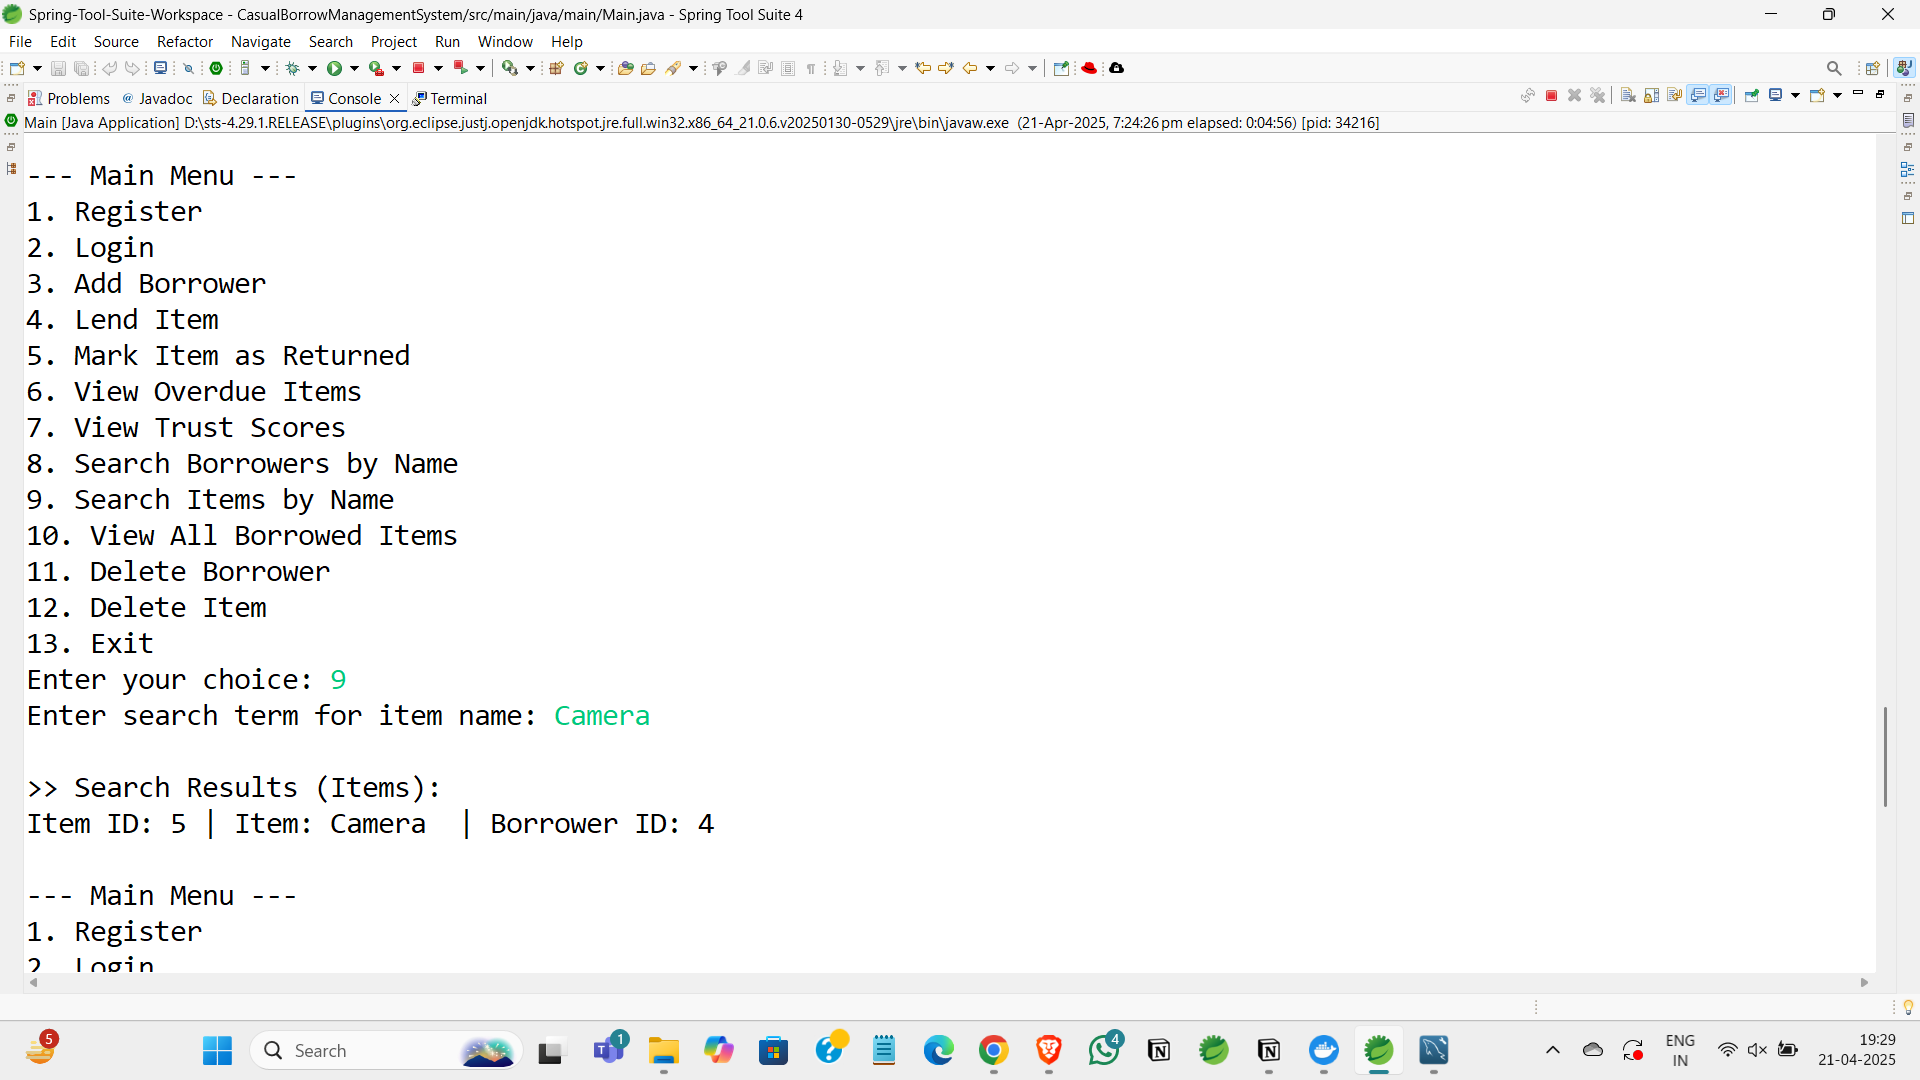 Spring-Tool-Suite-Workspace - CasualBorrowManagementSystem/src/main/java/main/Main.java - Spring Tool Suite 4
File Edit Source Refactor Navigate Search Project Run Window Help
Problems @ Javadoc Declaration Console Terminal
Main [Java Application] D:\sts-4.29.1.RELEASE\plugins\org.eclipse.justj.openjdk.hotspot.jre.full.win32.x86_64_21.0.6.v20250130-0529\jre\bin\javaw.exe (21-Apr-2025, 7:24:26 pm elapsed: 0:04:56) [pid: 34216]
--- Main Menu ---
1. Register
2. Login
3. Add Borrower
4. Lend Item
5. Mark Item as Returned
6. View Overdue Items
7. View Trust Scores
8. Search Borrowers by Name
9. Search Items by Name
10. View All Borrowed Items
11. Delete Borrower
12. Delete Item
13. Exit
Enter your choice: 9
Enter search term for item name: Camera
>> Search Results (Items):
Item ID: 5 | Item: Camera  | Borrower ID: 4
--- Main Menu ---
1. Register
2. Login
5
Search
1
4
ENG
IN
19:29
21-04-2025